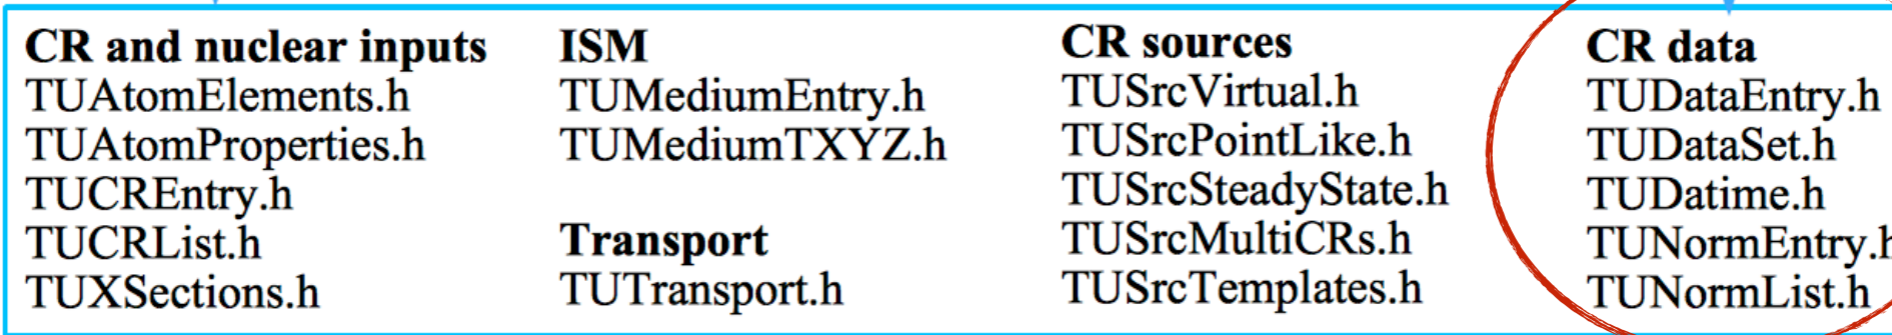 CR and nuclear inputs
TUAtomElements.h
TUAtomProperties.h
TUCREntry.h
TUCRList.h
TUXSections.h
ISM
TUMediumEntry.h
TUMediumTXYZ.h
Transport
TUTransport.h
CR sources
TUSrcVirtual.h
TUSrcPointLike.h
TUSrcSteadyState.h
TUSrcMultiCRs.h
TUSrcTemplates.h
CR data
TUDataEntry.h
TUDataSet.h
TUDatime.h
TUNormEntry.h
TUNormList.h